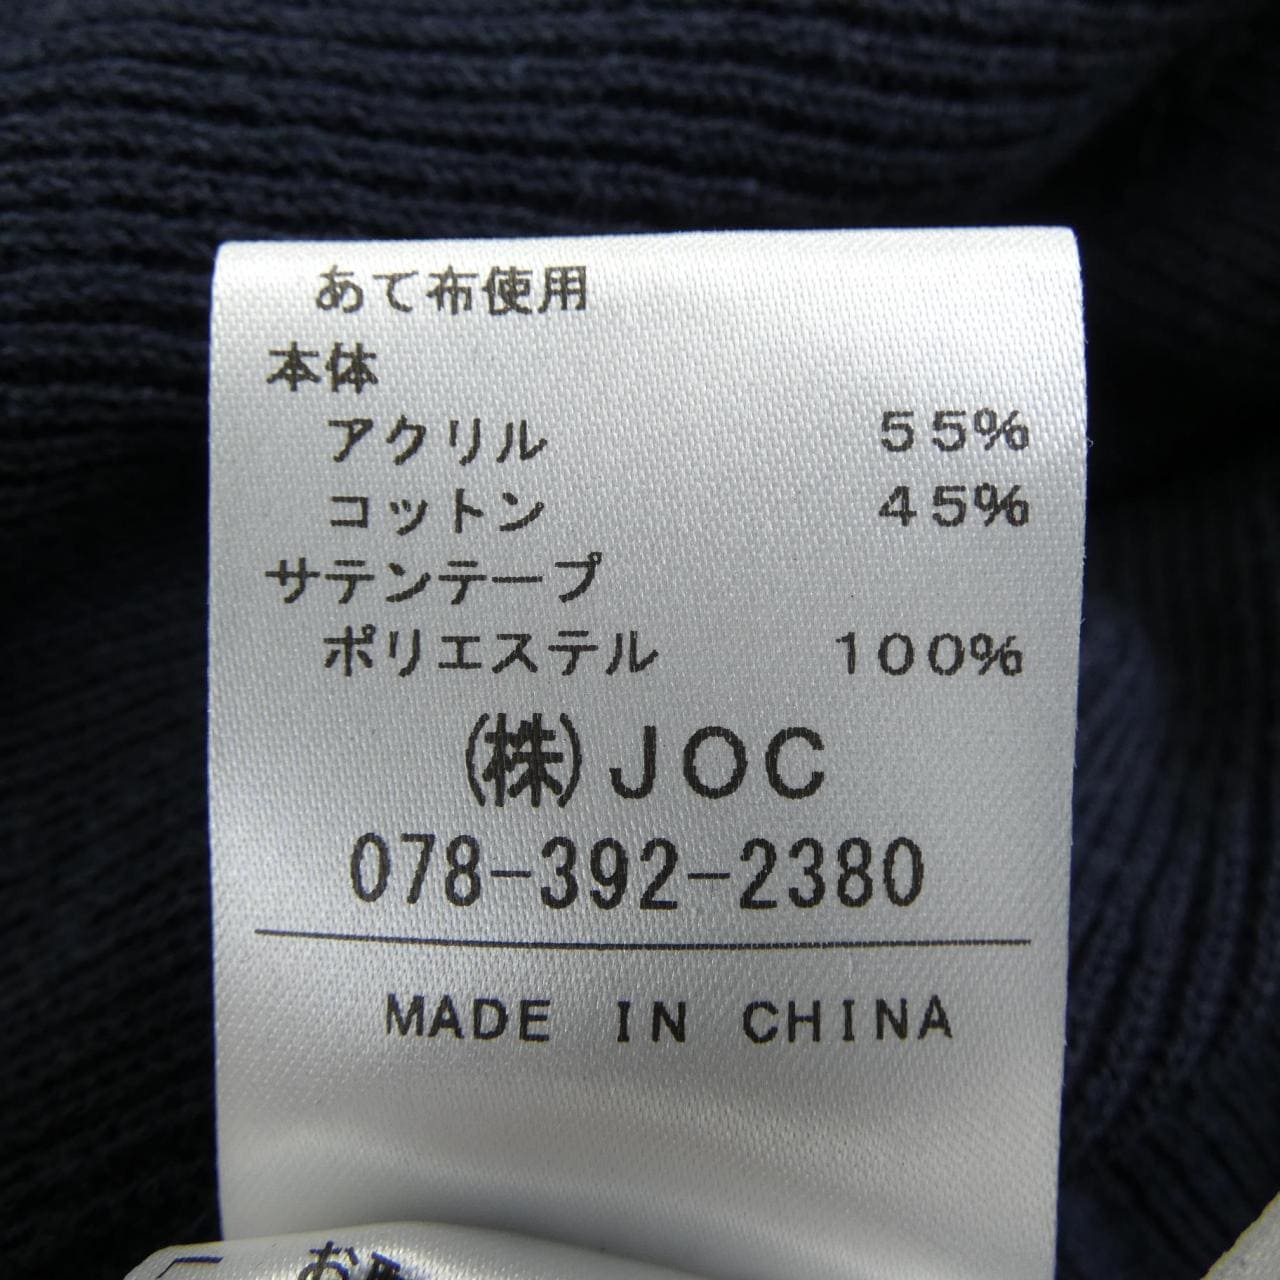 あて布使用
本体
アクリル 55%
コットン 45%
サテンテープ
ポリエステル 100%
(株)JOC
078-392-2380
MADE IN CHINA
お